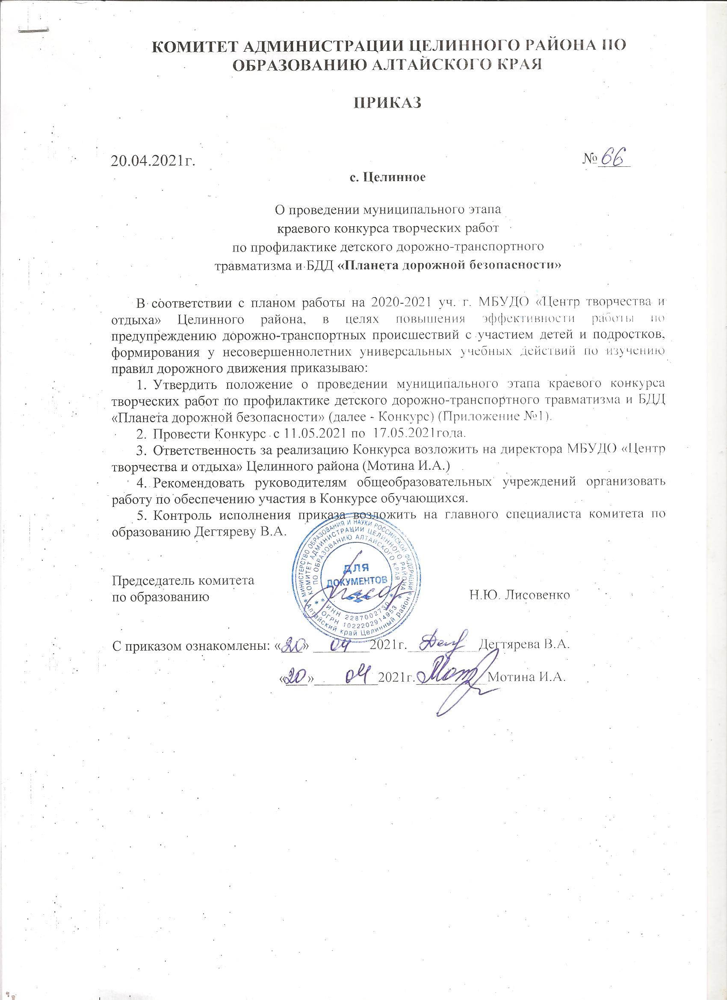 КОМИТЕТ АДМИНИСТРАЦИИ ЦЕЛИННОГО РАЙОНА ПО
ОБРАЗОВАНИЮ АЛТАЙСКОГО КРАЯ
ПРИКАЗ
20.04.2021г. № 66
с. Целинное
О проведении муниципального этапа
краевого конкурса творческих работ
по профилактике детского дорожно-транспортного
травматизма и БДД «Планета дорожной безопасности»
В соответствии с планом работы на 2020-2021 уч. г. МБУДО «Центр творчества и
отдыха» Целинного района, в целях повышения эффективности работы по
предупреждению дорожно-транспортных происшествий с участием детей и подростков,
формирования у несовершеннолетних универсальных учебных действий по изучению
правил дорожного движения приказываю:
1. Утвердить положение о проведении муниципального этапа краевого конкурса
творческих работ по профилактике детского дорожно-транспортного травматизма и БДД
«Планета дорожной безопасности» (далее - Конкурс) (Приложение №1).
2. Провести Конкурс с 11.05.2021 по 17.05.2021года.
3. Ответственность за реализацию Конкурса возложить на директора МБУДО «Центр
творчества и отдыха» Целинного района (Мотина И.А.)
4. Рекомендовать руководителям общеобразовательных учреждений организовать
работу по обеспечению участия в Конкурсе обучающихся.
5. Контроль исполнения приказа возложить на главного специалиста комитета по
образованию Дегтяреву В.А.
МИНИСТЕРСТВО ОБРАЗОВАНИЯ И НАУКИ РОССИЙСКОЙ ФЕДЕРАЦИИ
КОМИТЕТ АДМИНИСТРАЦИИ ЦЕЛИННОГО РАЙОНА
ПО ОБРАЗОВАНИЮ АЛТАЙСКОГО КРАЯ
ДЛЯ
ДОКУМЕНТОВ
* ИНН 2287002730 *
* ОГРН 1022202914953 *
* Алтайский край Целинный район *
Председатель комитета
по образованию Н.Ю. Лисовенко
С приказом ознакомлены: «20» 04 2021г. Дегтярева В.А.
«20» 04 2021г. Мотина И.А.